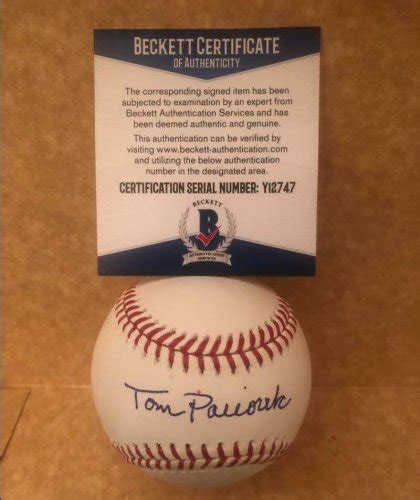 BECKETT CERTIFICATE
OF AUTHENTICITY
The corresponding signed item has been
subjected to examination by an expert from
Beckett Authentication Services and has
been deemed authentic and genuine.
This authentication can be verified by
visiting www.beckett-authentication.com
and utilizing the below authentication
number in the designated area.
CERTIFICATION SERIAL NUMBER: Y12747
BECKETT
B
AUTHENTICATION
SERVICES
Tom Paciorek